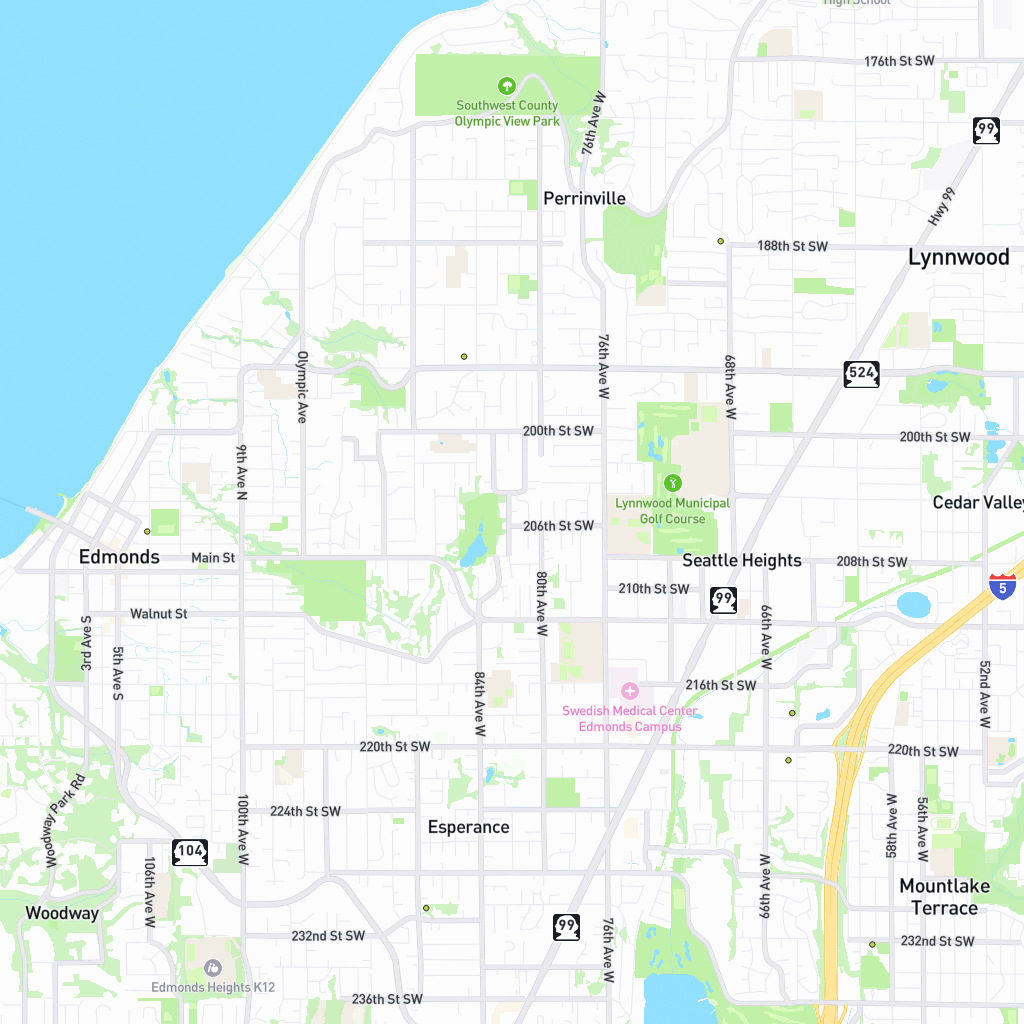 High School
176th St SW
Southwest County
Olympic View Park
76th Ave W
99
Perrinville
Hwy 99
188th St SW
Lynnwood
Olympic Ave
76th Ave W
68th Ave W
524
200th St SW
200th St SW
9th Ave N
Lynnwood Municipal
Golf Course
Cedar Valley
206th St SW
Edmonds
Main St
Seattle Heights
208th St SW
210th St SW
99
5
80th Ave W
66th Ave W
Walnut St
3rd Ave S
5th Ave S
84th Ave W
216th St SW
52nd Ave W
Swedish Medical Center
Edmonds Campus
220th St SW
220th St SW
Woodway Park Rd
100th Ave W
224th St SW
58th Ave W
56th Ave W
Esperance
104
106th Ave W
66th Ave W
Mountlake
Terrace
Woodway
99
76th Ave W
232nd St SW
232nd St SW
Edmonds Heights K12
236th St SW